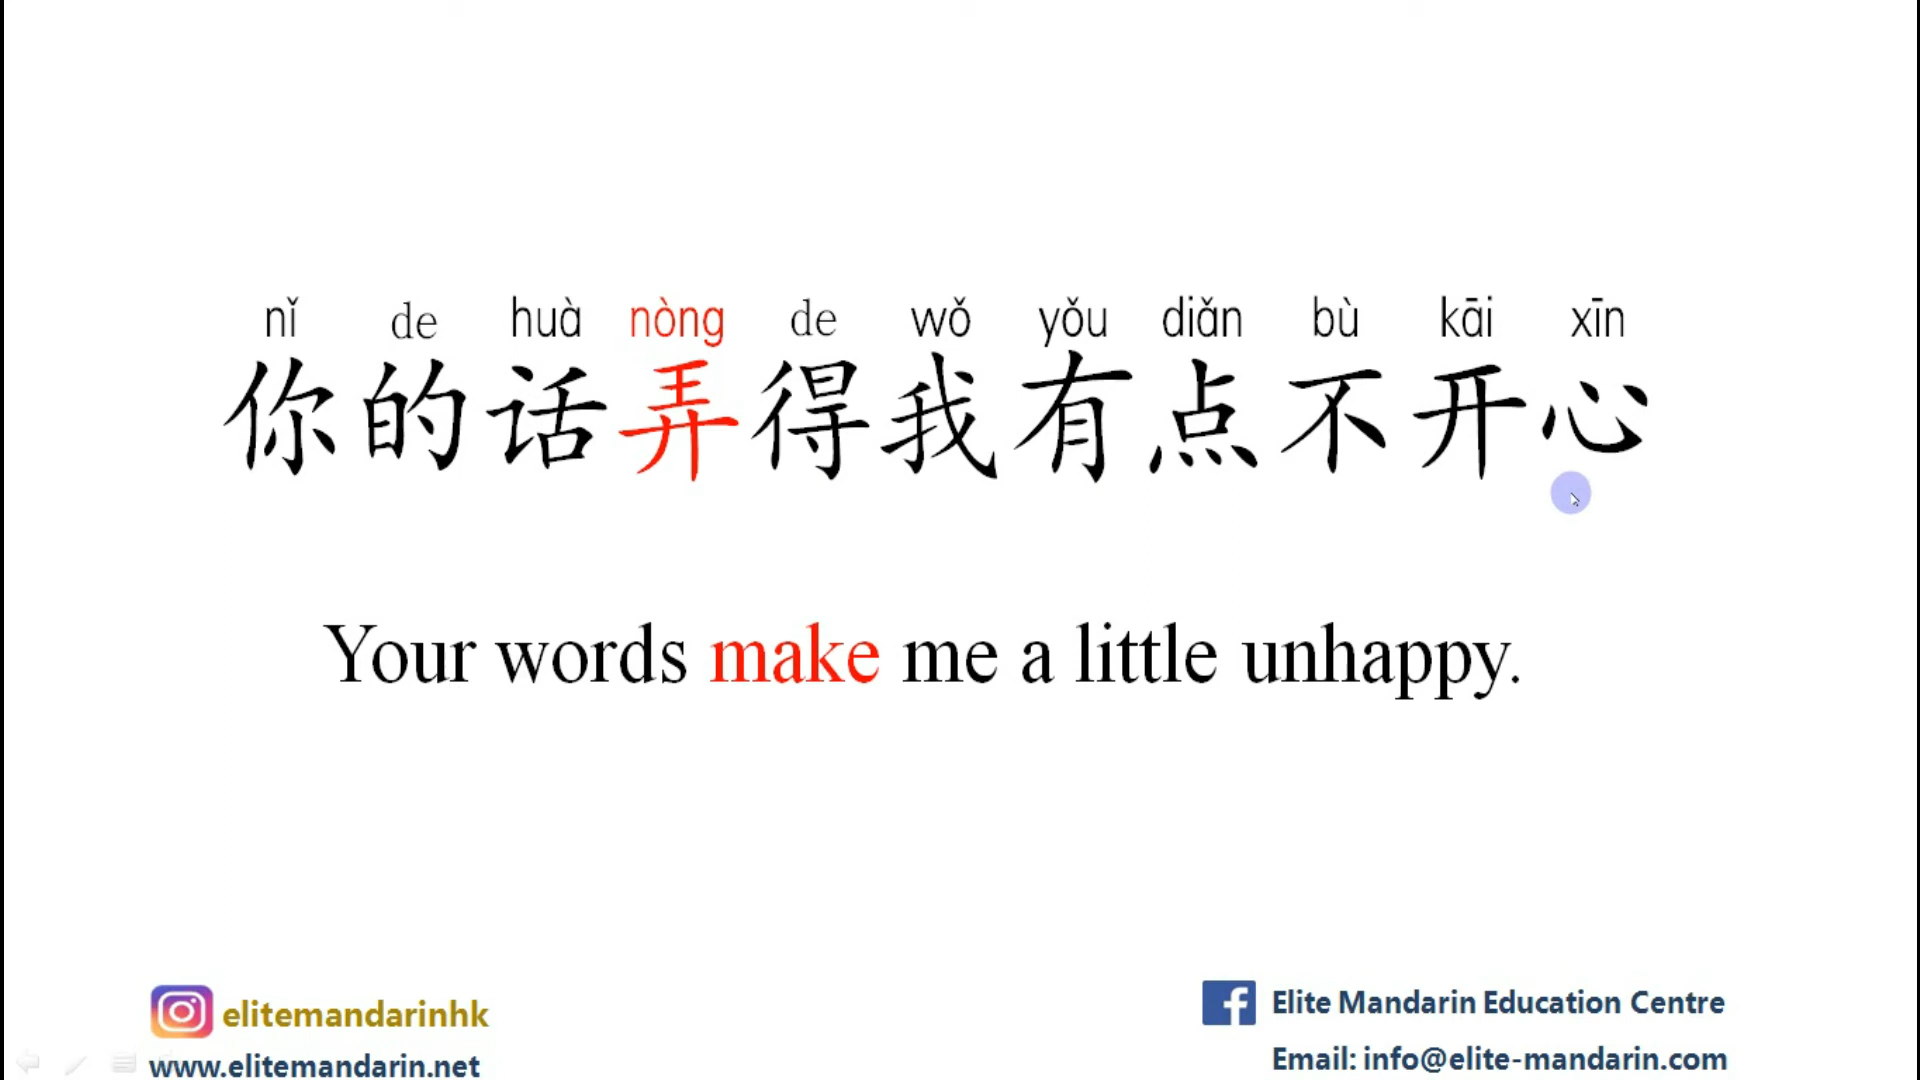 nǐ de huà nòng de wǒ yǒu diǎn bù kāi xīn
你的话弄得我有点不开心
Your words make me a little unhappy.
elitemandarinhk
www.elitemandarin.net
Elite Mandarin Education Centre
Email: info@elite-mandarin.com